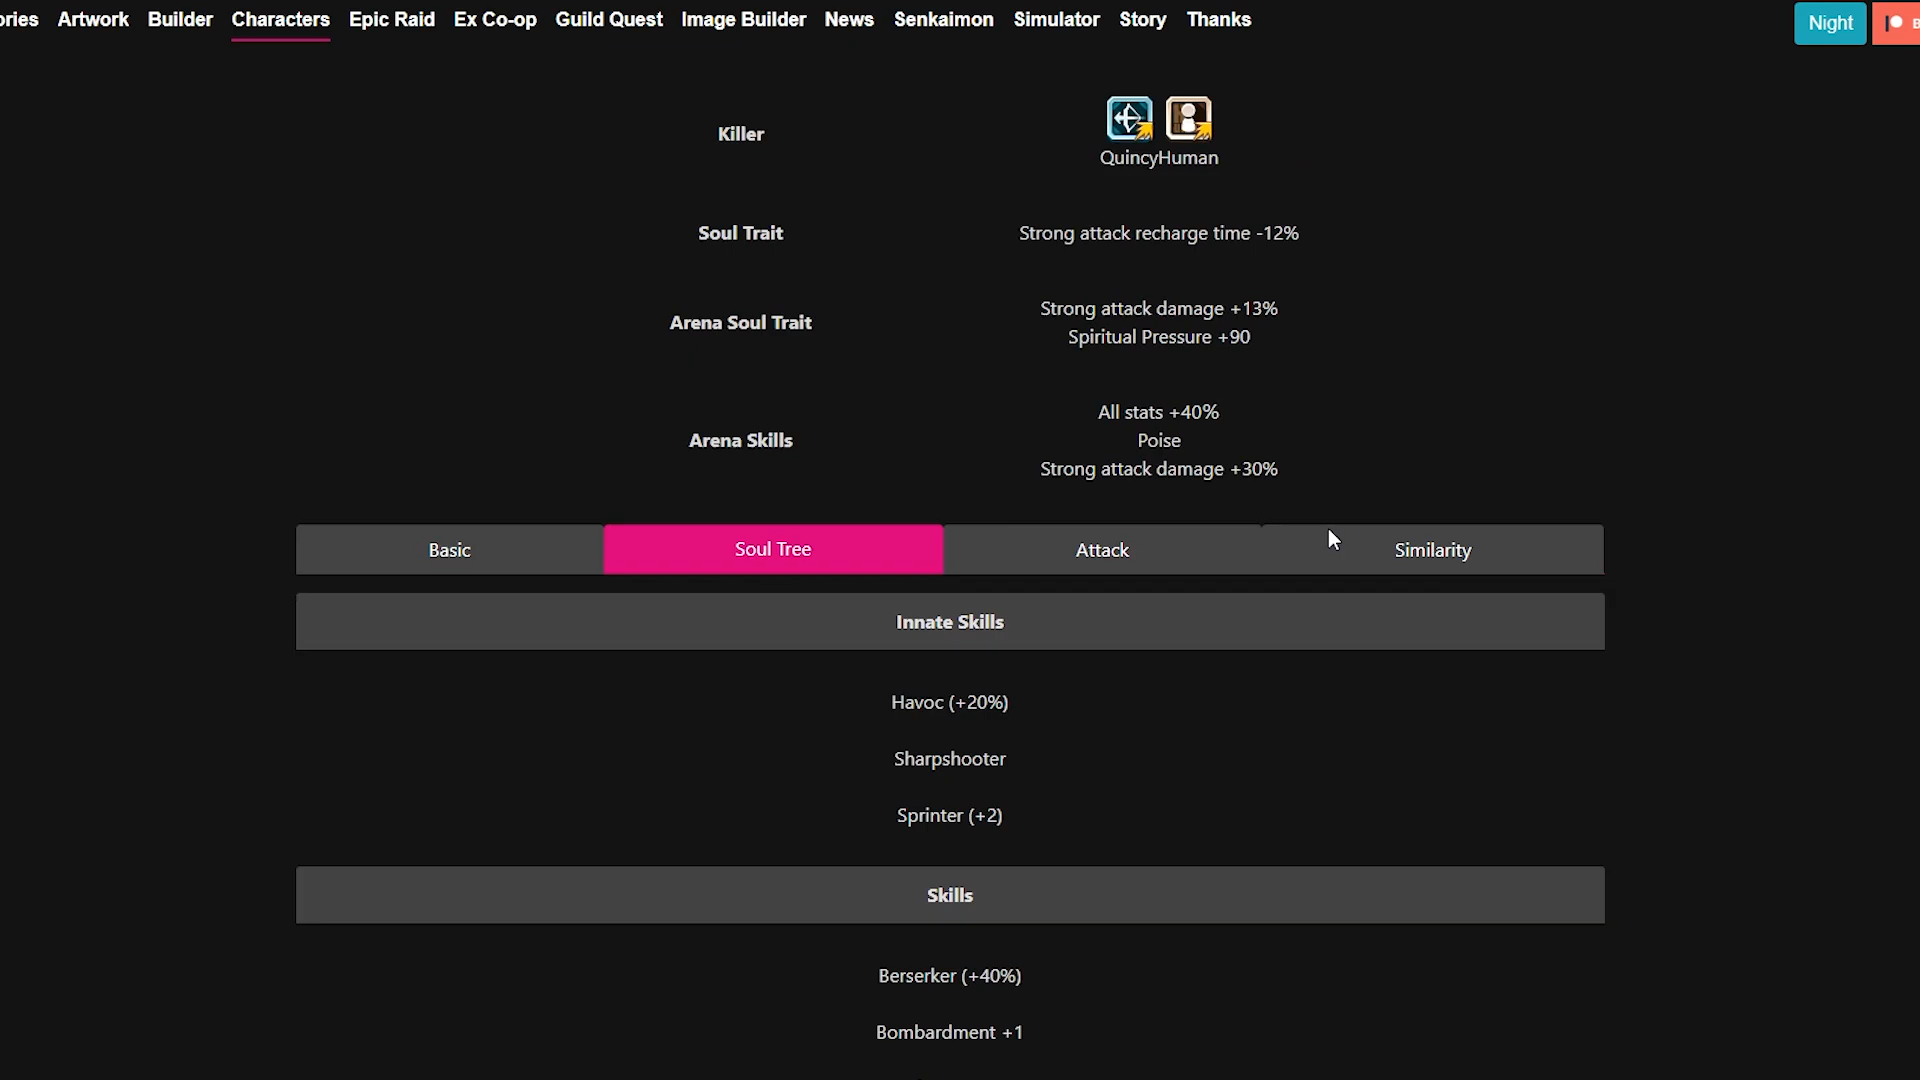 ories Artwork Builder Characters Epic Raid Ex Co-op Guild Quest Image Builder News Senkaimon Simulator Story Thanks Night B
Killer
QuincyHuman
Soul Trait Strong attack recharge time -12%
Arena Soul Trait
Strong attack damage +13%
Spiritual Pressure +90
Arena Skills
All stats +40%
Poise
Strong attack damage +30%
Basic Soul Tree Attack Similarity
Innate Skills
Havoc (+20%)
Sharpshooter
Sprinter (+2)
Skills
Berserker (+40%)
Bombardment +1